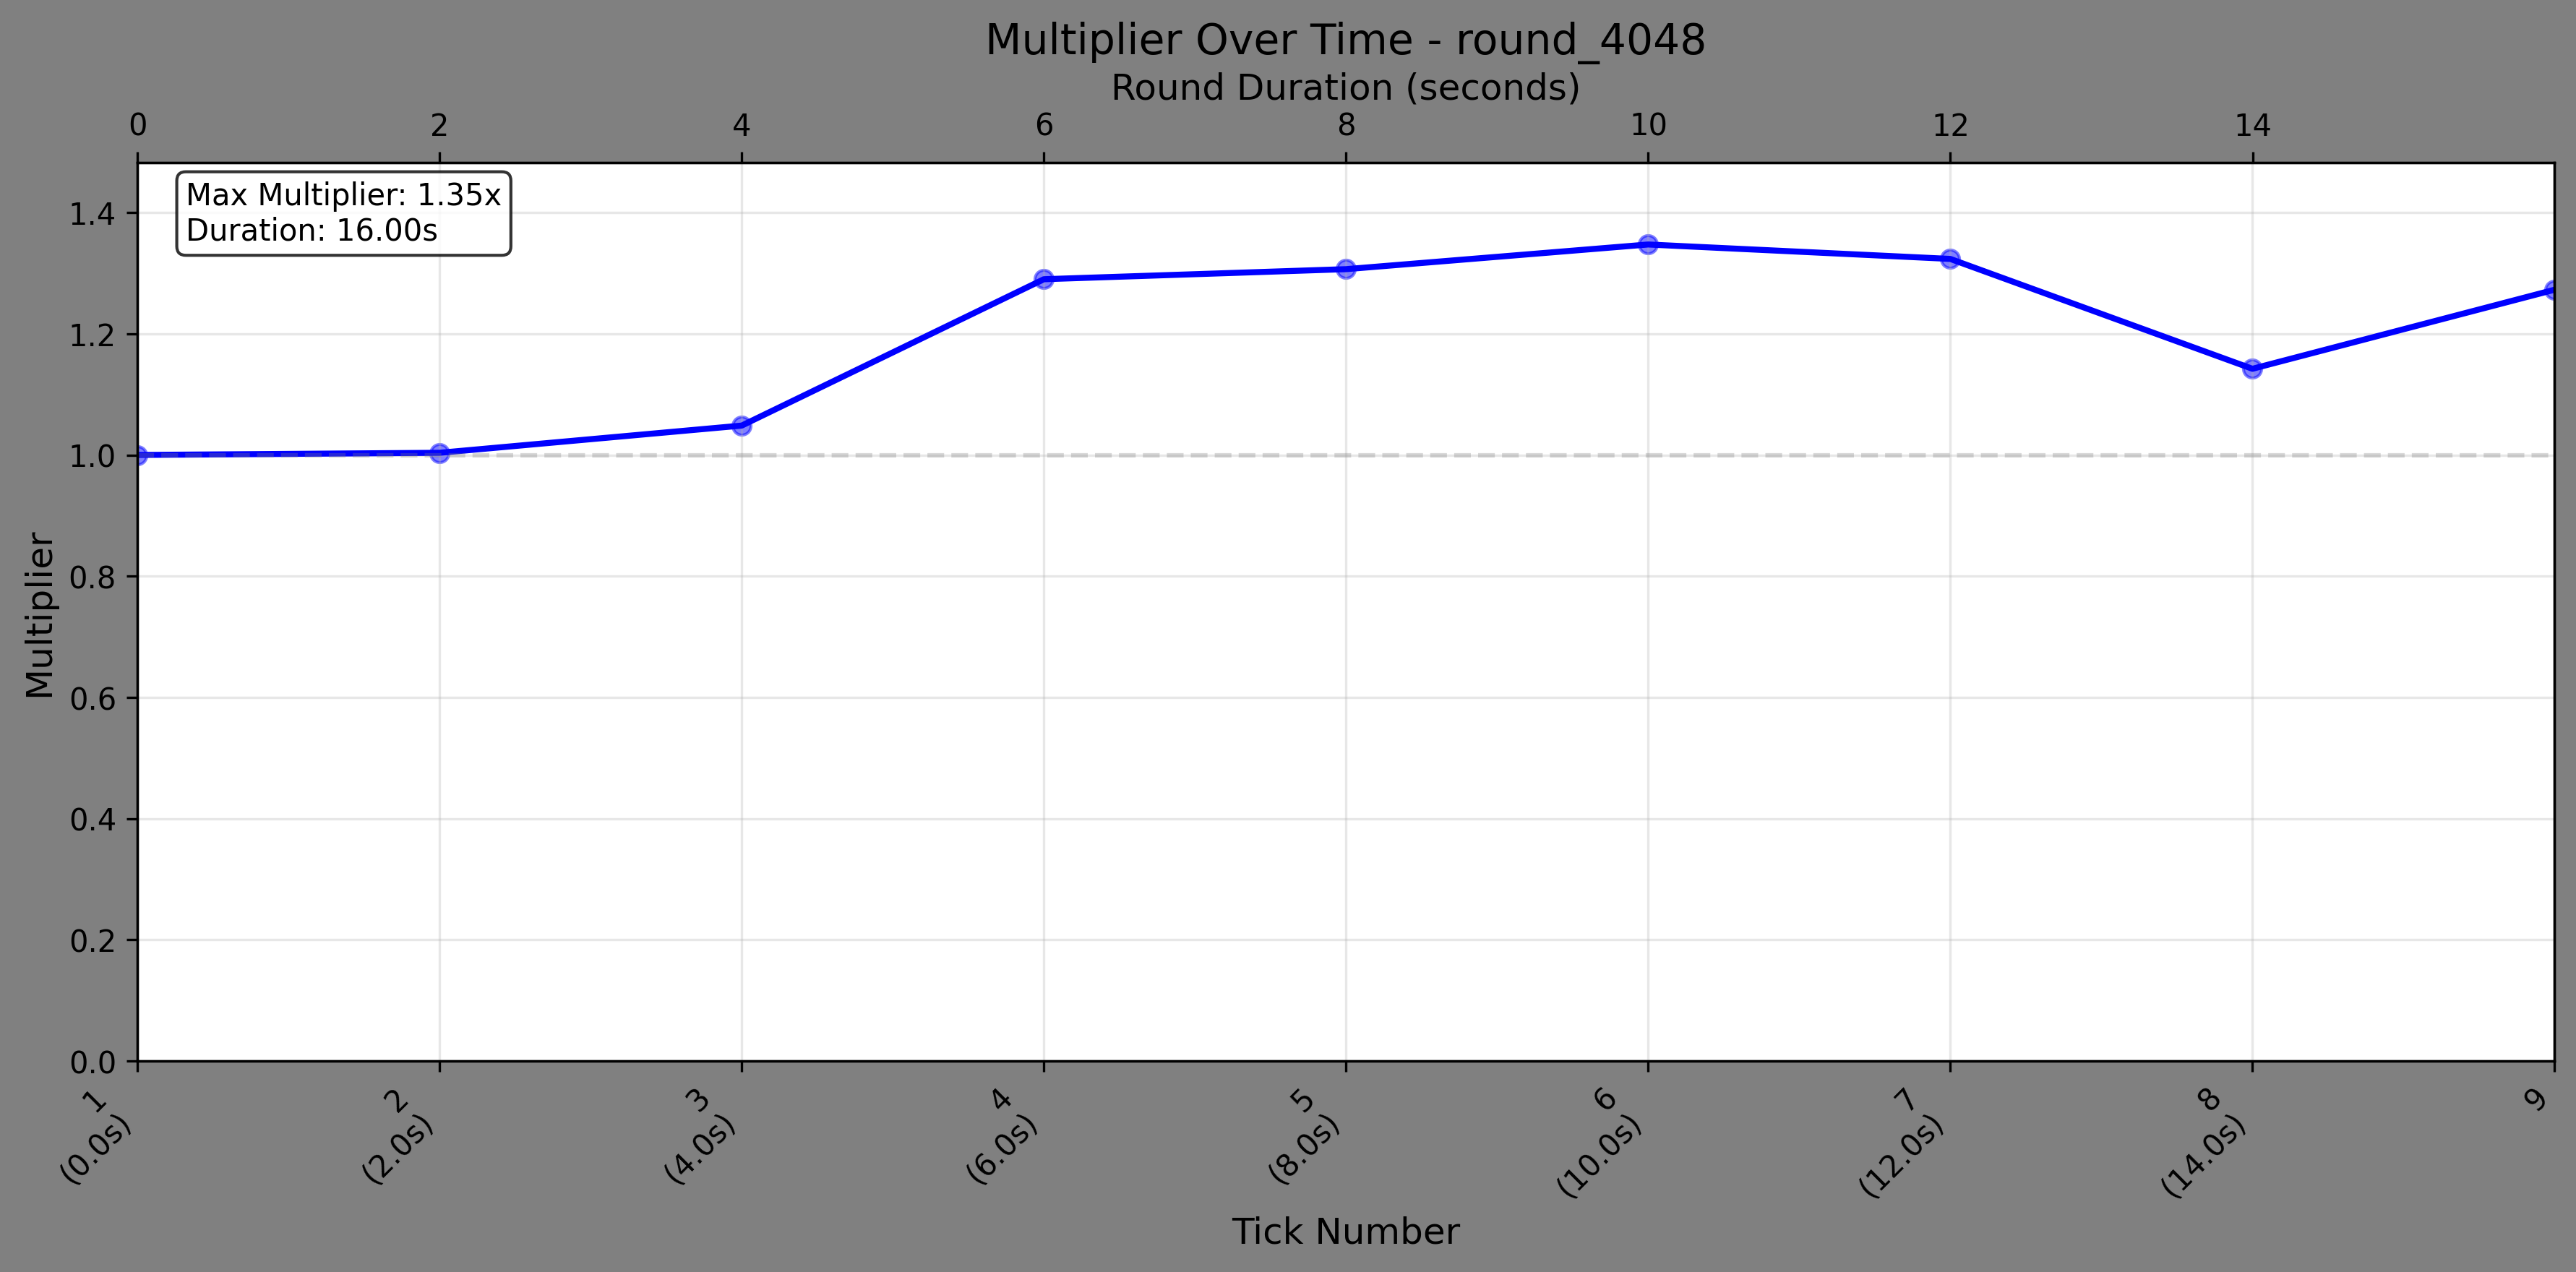 Multiplier Over Time - round_4048
Round Duration (seconds)
0 2 4 6 8 10 12 14
Max Multiplier: 1.35x
Duration: 16.00s
Multiplier
1.4
1.2
1.0
0.8
0.6
0.4
0.2
0.0
1 2 3 4 5 6 7 8 9
(0.0s) (2.0s) (4.0s) (6.0s) (8.0s) (10.0s) (12.0s) (14.0s)
Tick Number